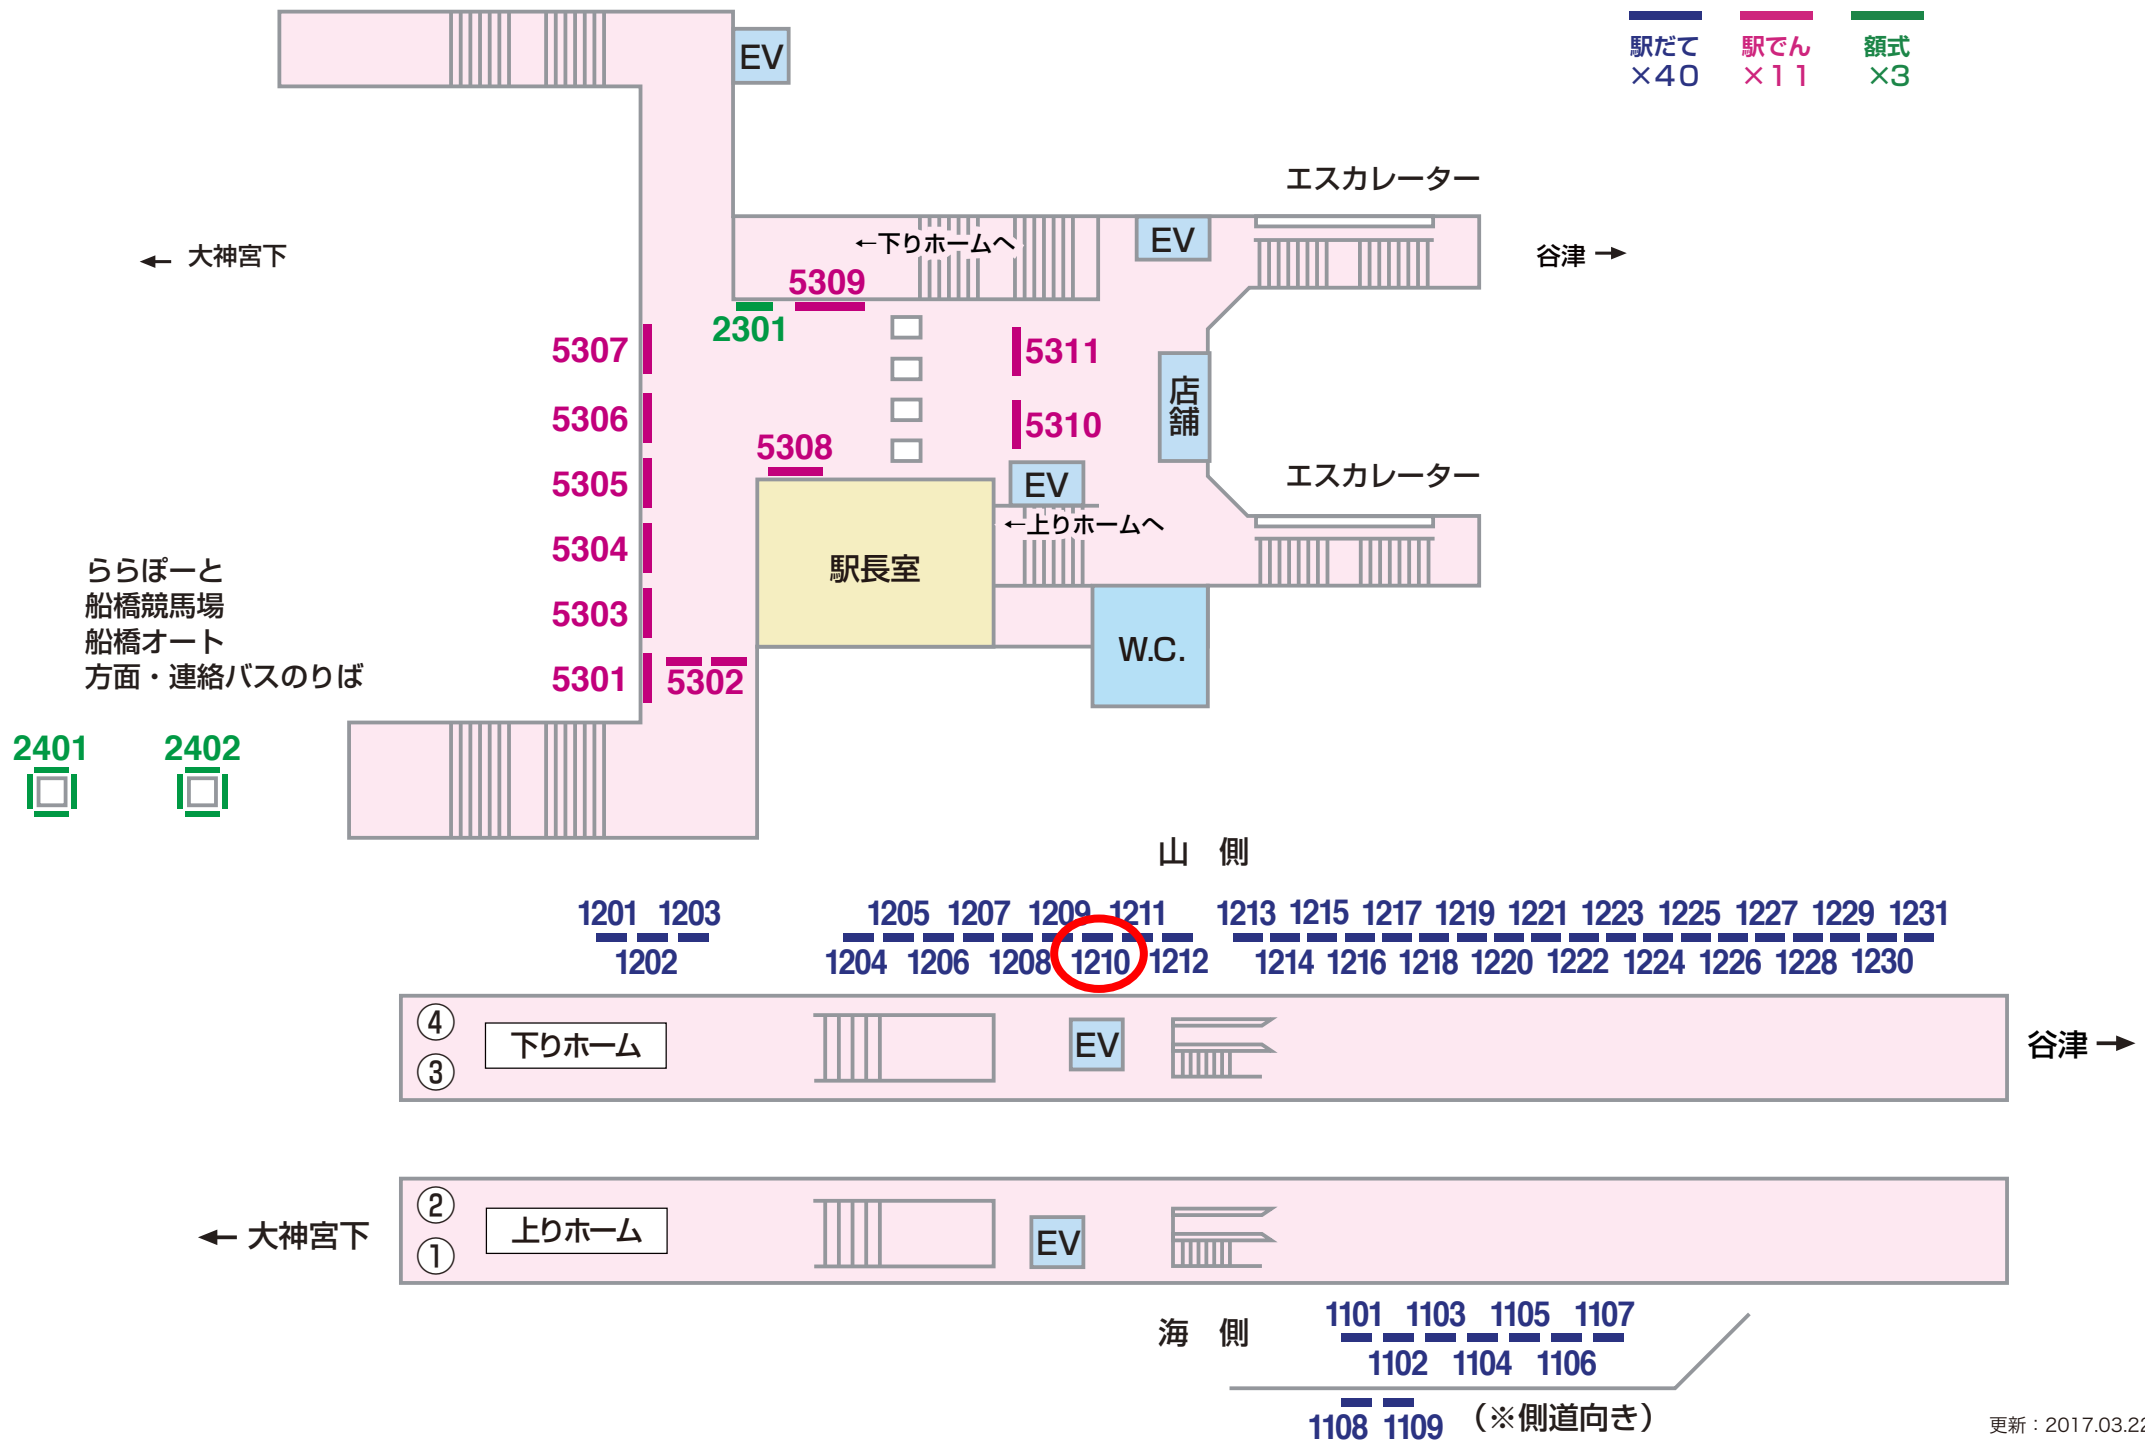 駅だて
×40
駅でん
×11
額式
×3
EV
エスカレーター
←下りホームへ
EV
← 大神宮下
谷津 →
5309
2301
5307
5311
5306
5310
店舗
5308
5305
EV
エスカレーター
←上りホームへ
5304
駅長室
ららぽーと
船橋競馬場
船橋オート
方面・連絡バスのりば
5303
W.C.
5301
5302
2401
2402
山 側
1201 1203
1205 1207 1209 1211
1213 1215 1217 1219 1221 1223 1225 1227 1229 1231
1202
1204 1206 1208 1210 1212
1214 1216 1218 1220 1222 1224 1226 1228 1230
④
下りホーム
EV
谷津 →
③
②
上りホーム
← 大神宮下
EV
①
海 側
1101 1103 1105 1107
1102 1104 1106
1108 1109
（※側道向き）
更新：2017.03.22